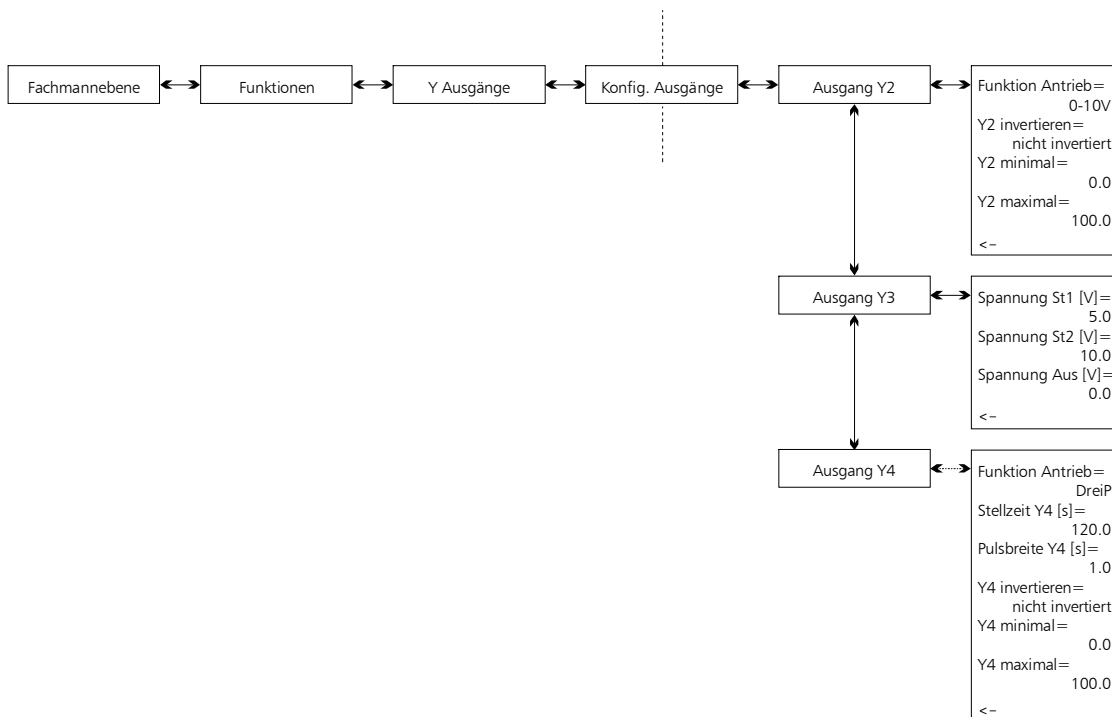 Fachmannebene
Funktionen
Y Ausgänge
Konfig. Ausgänge
Ausgang Y2
Funktion Antrieb=
0-10V
Y2 invertieren=
nicht invertiert
Y2 minimal=
0.0
Y2 maximal=
100.0
<-
Ausgang Y3
Spannung St1 [V]=
5.0
Spannung St2 [V]=
10.0
Spannung Aus [V]=
0.0
<-
Ausgang Y4
Funktion Antrieb=
DreiP
Stellzeit Y4 [s]=
120.0
Pulsbreite Y4 [s]=
1.0
Y4 invertieren=
nicht invertiert
Y4 minimal=
0.0
Y4 maximal=
100.0
<-